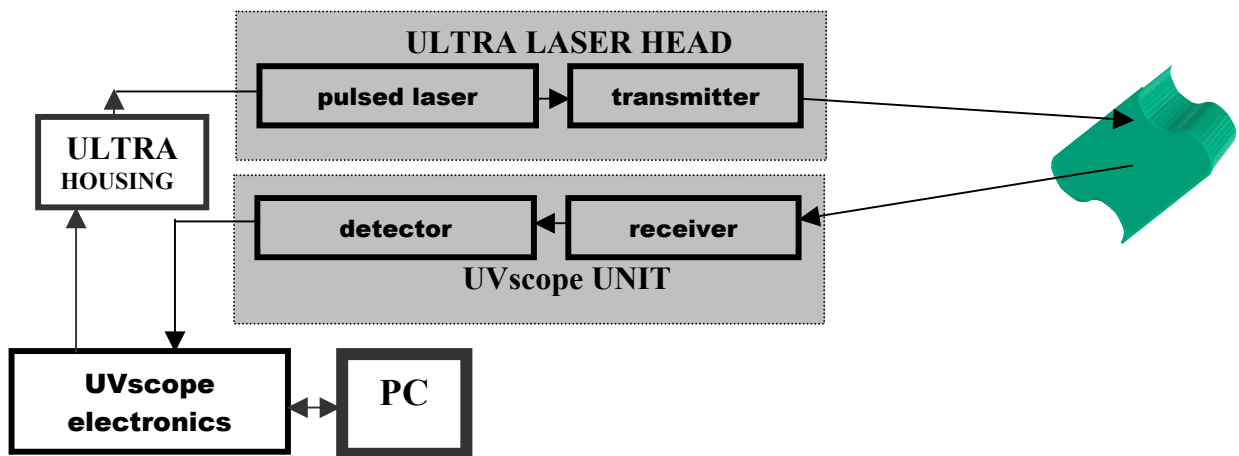 ULTRA LASER HEAD
pulsed laser
transmitter
ULTRA
HOUSING
detector
receiver
UVscope UNIT
UVscope
electronics
PC